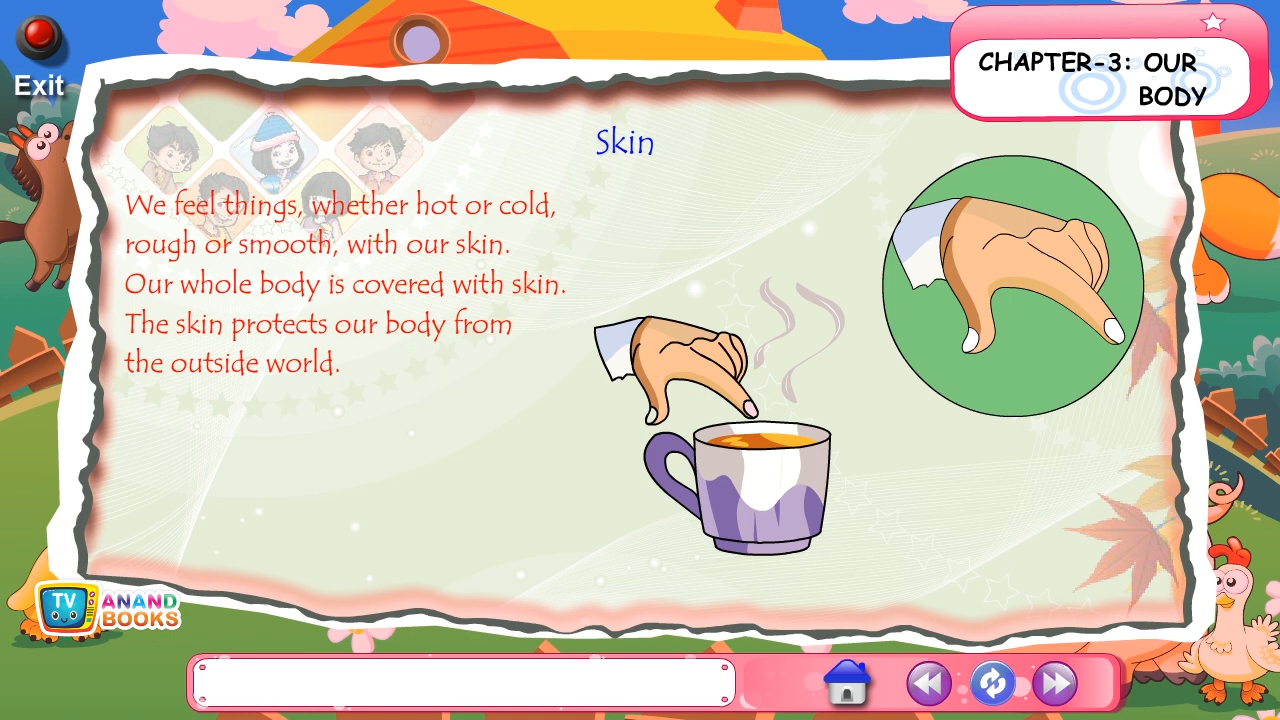 Exit
CHAPTER-3: OUR
BODY
Skin
We feel things, whether hot or cold,
rough or smooth, with our skin.
Our whole body is covered with skin.
The skin protects our body from
the outside world.
TV
ANAND
BOOKS